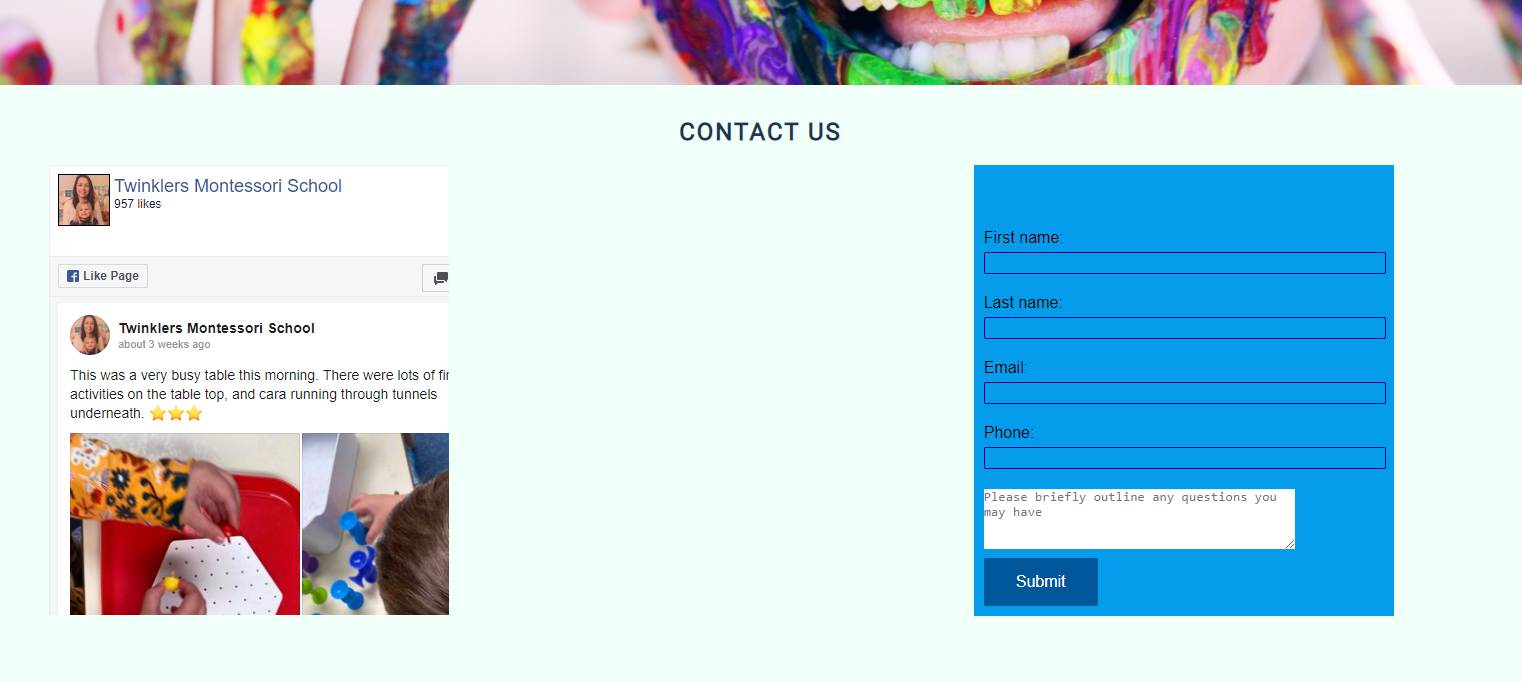 CONTACT US
Twinklers Montessori School
957 likes
Like Page
Twinklers Montessori School
about 3 weeks ago
This was a very busy table this morning. There were lots of
activities on the table top, and cara running through tunnels
underneath. ⭐⭐⭐
First name:
Last name:
Email:
Phone:
Please briefly outline any questions you
may have
Submit